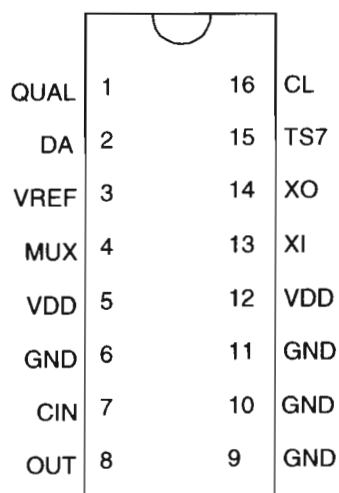 QUAL 1 16 CL
DA 2 15 TS7
VREF 3 14 XO
MUX 4 13 XI
VDD 5 12 VDD
GND 6 11 GND
CIN 7 10 GND
OUT 8 9 GND